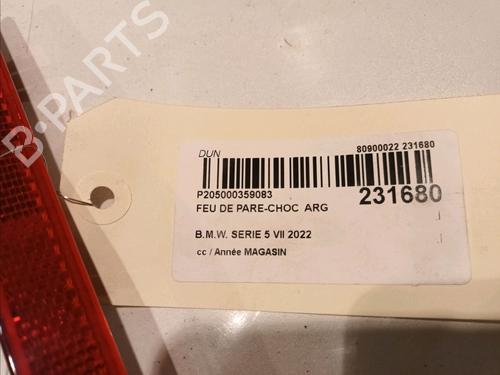 DUN
80900022 231680
P205000359083
231680
FEU DE PARE-CHOC ARG
B.M.W. SERIE 5 VII 2022
cc / Année MAGASIN
B-PARTS